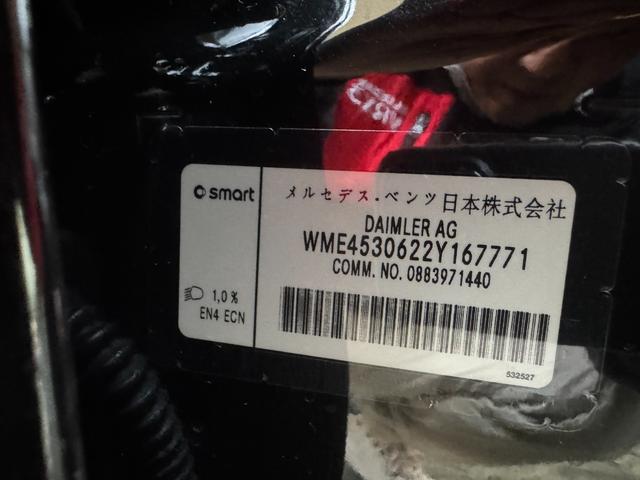 smart
メルセデス・ベンツ日本株式会社
DAIMLER AG
WME4530622Y167771
COMM. NO. 0883971440
1,0 %
EN4 ECN
532527